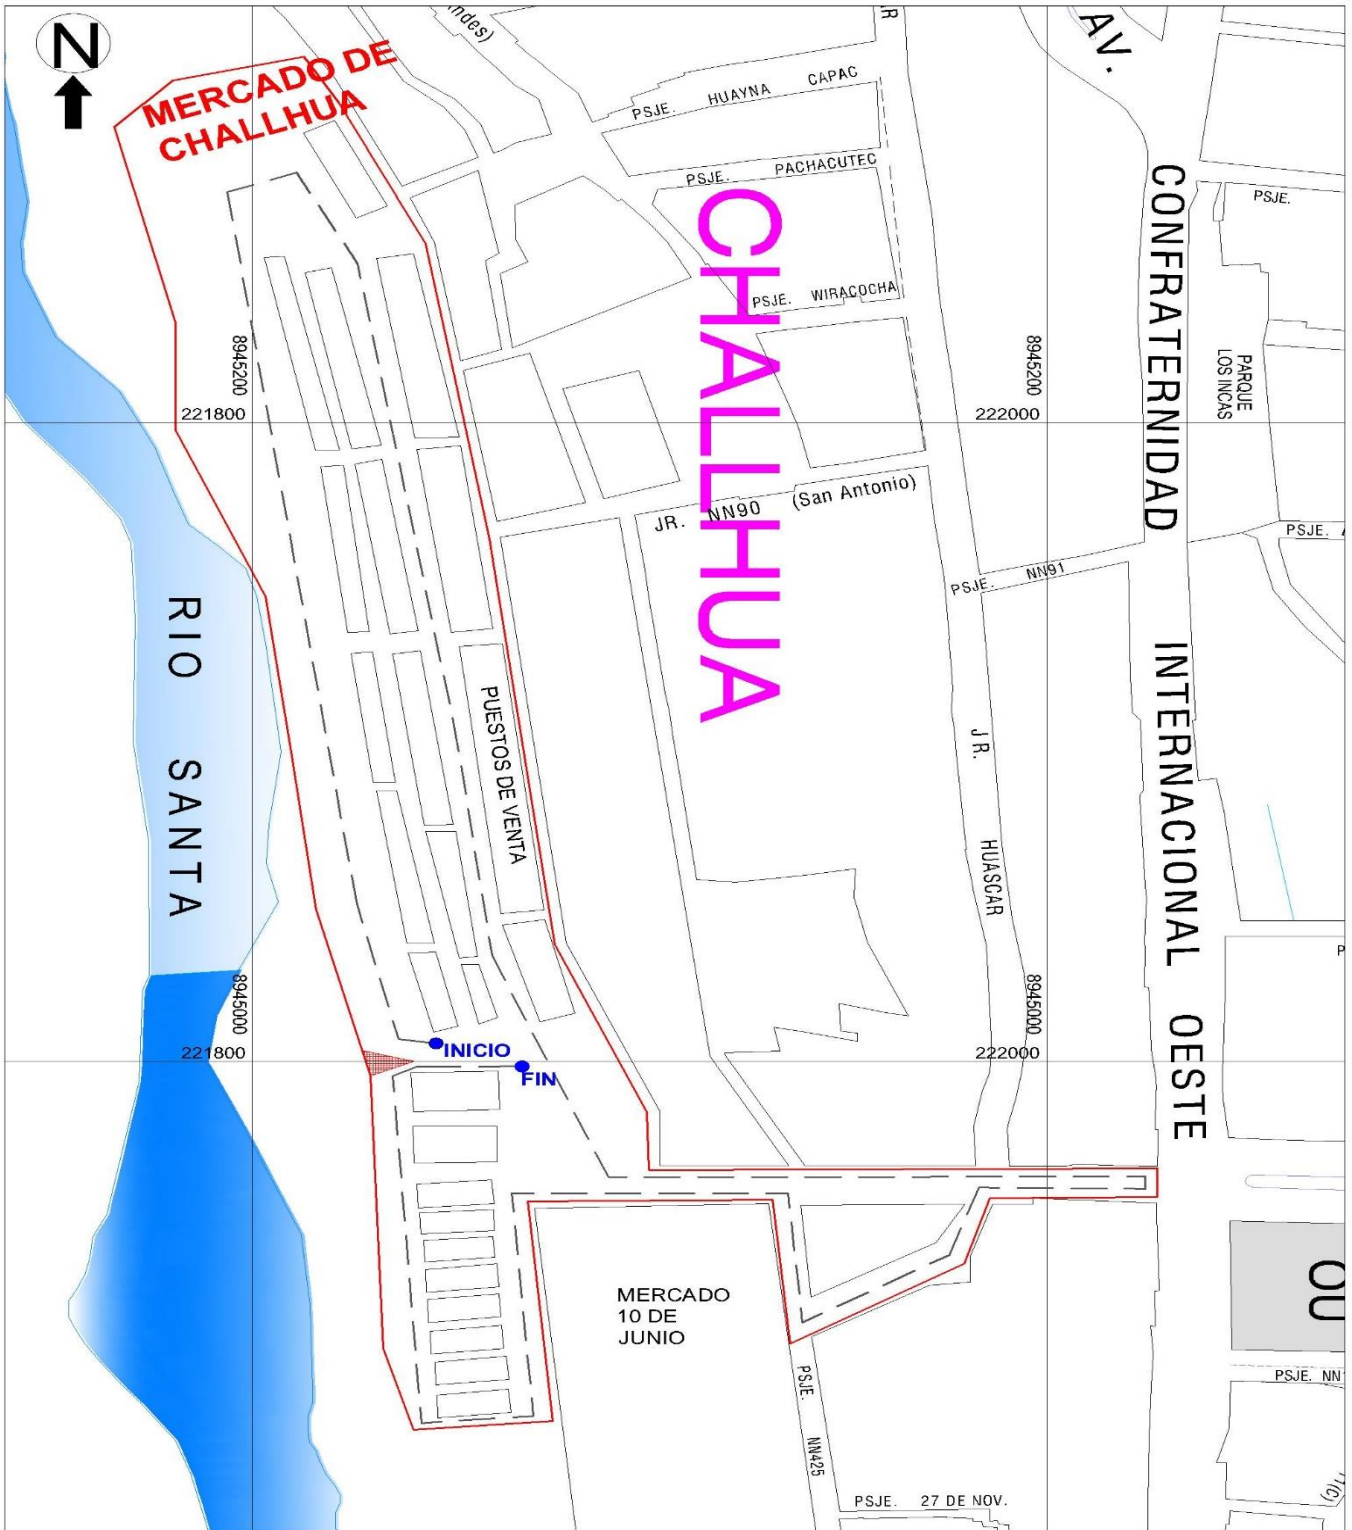 N
MERCADO DE
CHALLHUA
AV.
PSJE. HUAYNA CAPAC
PSJE. PACHACUTEC
PSJE. WIRACOCHA
PSJE.
CHALLHUA
CONFRATERNIDAD INTERNACIONAL OESTE
PARQUE
LOS INCAS
8945200
221800
8945200
222000
JR. NN90 (San Antonio)
PSJE. NN91
PSJE.
RIO SANTA
PUESTOS DE VENTA
JR. HUASCAR
8945000
221800
8945000
222000
INICIO
FIN
MERCADO
10 DE
JUNIO
OU
PSJE. NN425
PSJE. NN
PSJE. 27 DE NOV.